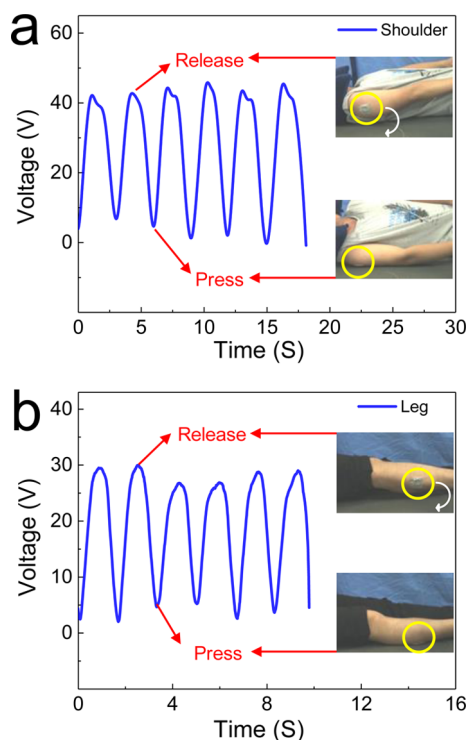 a
60
40
20
0
Voltage (V)
Release
Shoulder
Press
0 5 10 15 20 25 30
Time (S)
b
40
30
20
10
0
Voltage (V)
Release
Leg
Press
0 4 8 12 16
Time (S)